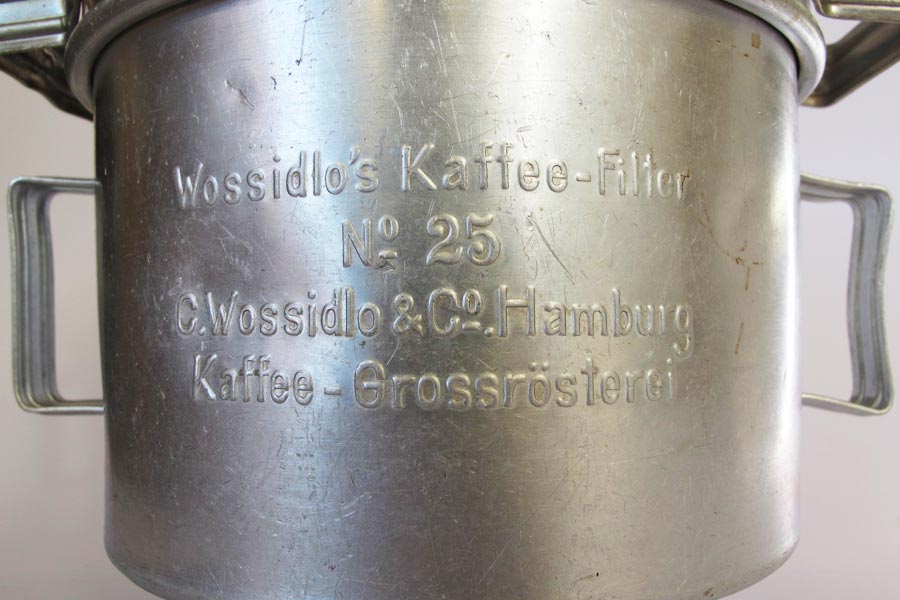 Wossidlo's Kaffee-Filter
Nº 25
C. Wossidlo & Cº. Hamburg
Kaffee-Grossrösterei